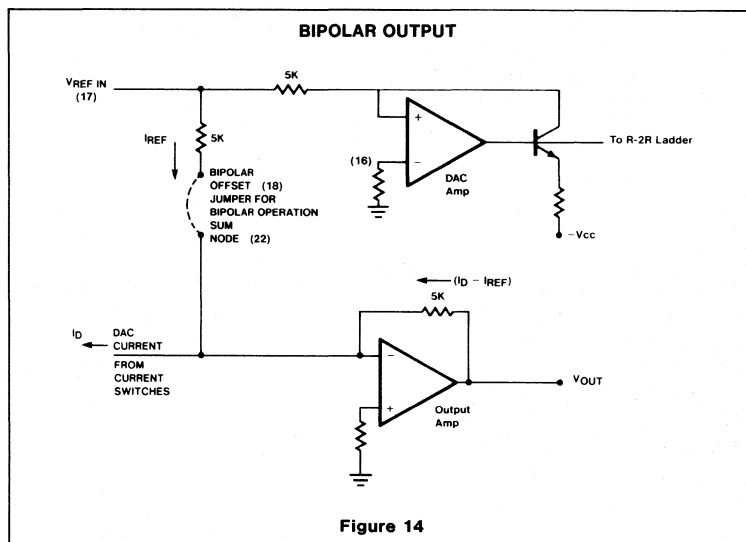 BIPOLAR OUTPUT
VREF IN
(17)
5K
IREF
5K
BIPOLAR
OFFSET (18)
JUMPER FOR
BIPOLAR OPERATION
SUM
NODE (22)
+
−
(16)
DAC
Amp
To R-2R Ladder
−VCC
(ID − IREF)
5K
ID
DAC
CURRENT
FROM
CURRENT
SWITCHES
−
+
Output
Amp
VOUT
Figure 14